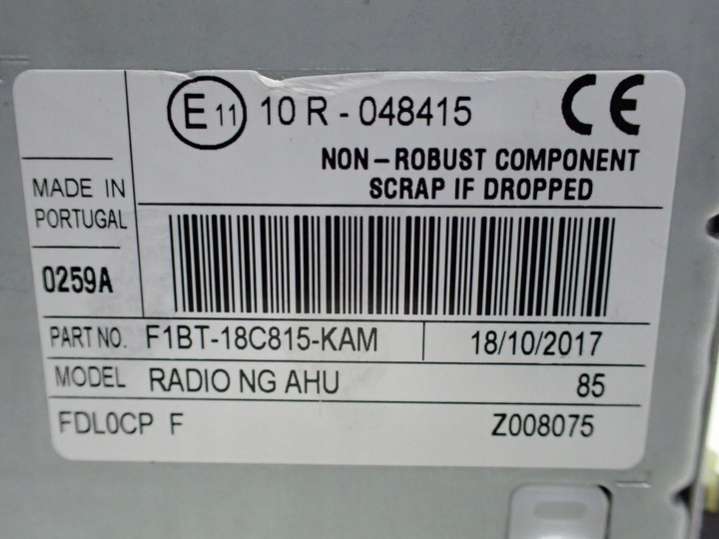 E 11 10 R - 048415 CE
NON-ROBUST COMPONENT
SCRAP IF DROPPED
MADE IN
PORTUGAL
0259A
PART NO. F1BT-18C815-KAM 18/10/2017
MODEL RADIO NG AHU 85
FDL0CP F Z008075